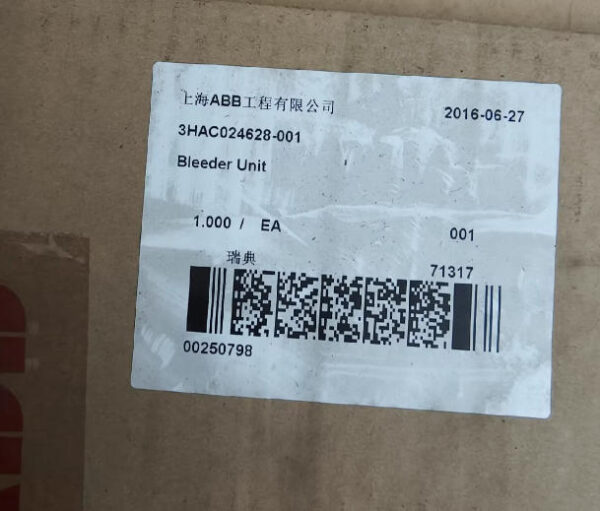 上海ABB工程有限公司
2016-06-27
3HAC024628-001
Bleeder Unit
1.000 / EA
001
瑞典
71317
00250798